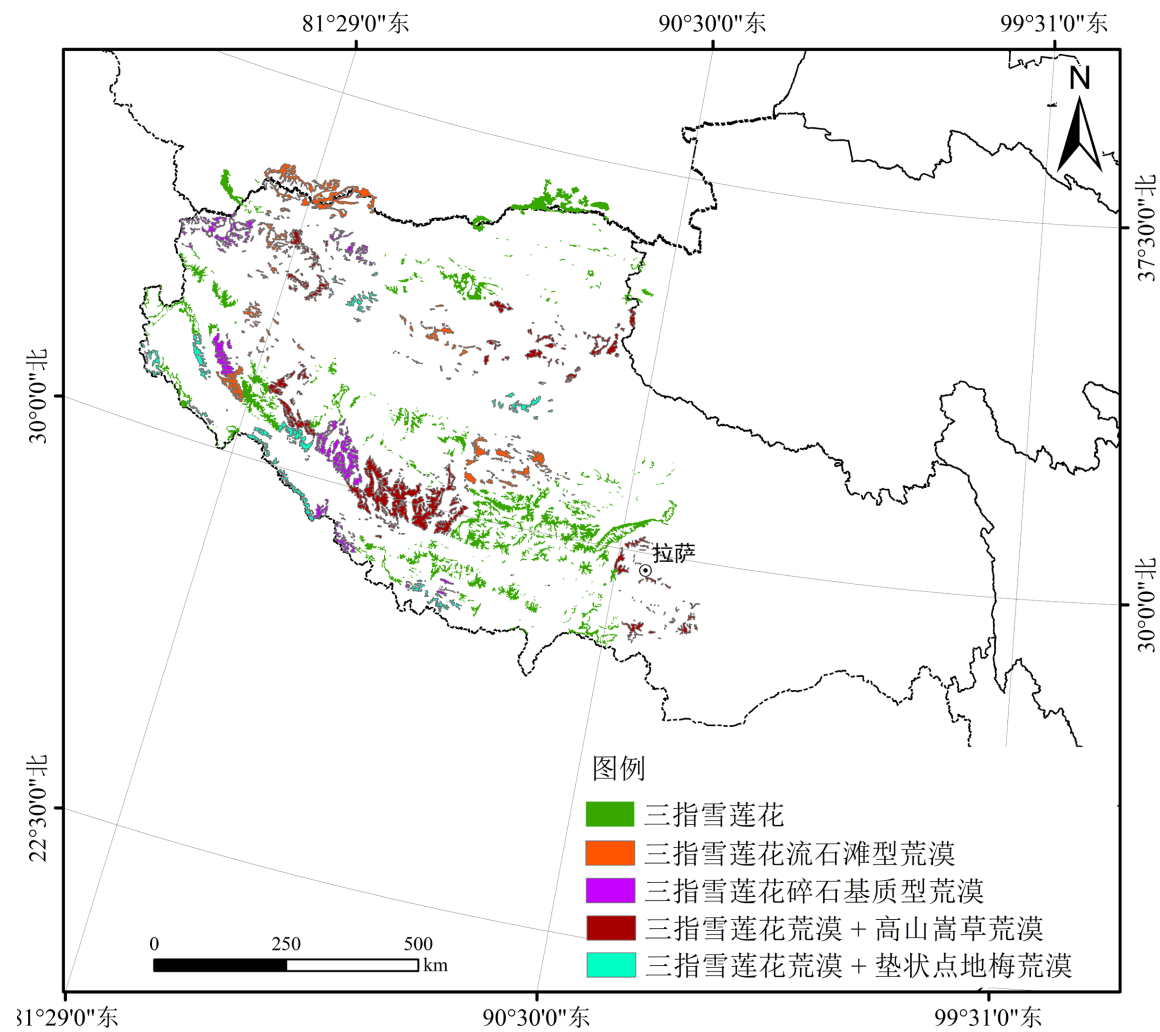 81°29'0"东
90°30'0"东
99°31'0"东
N
37°30'0"北
30°0'0"北
拉萨
30°0'0"北
22°30'0"北
图例
三指雪莲花
三指雪莲花流石滩型荒漠
三指雪莲花碎石基质型荒漠
三指雪莲花荒漠 + 高山嵩草荒漠
三指雪莲花荒漠 + 垫状点地梅荒漠
0 250 500
km
81°29'0"东
90°30'0"东
99°31'0"东